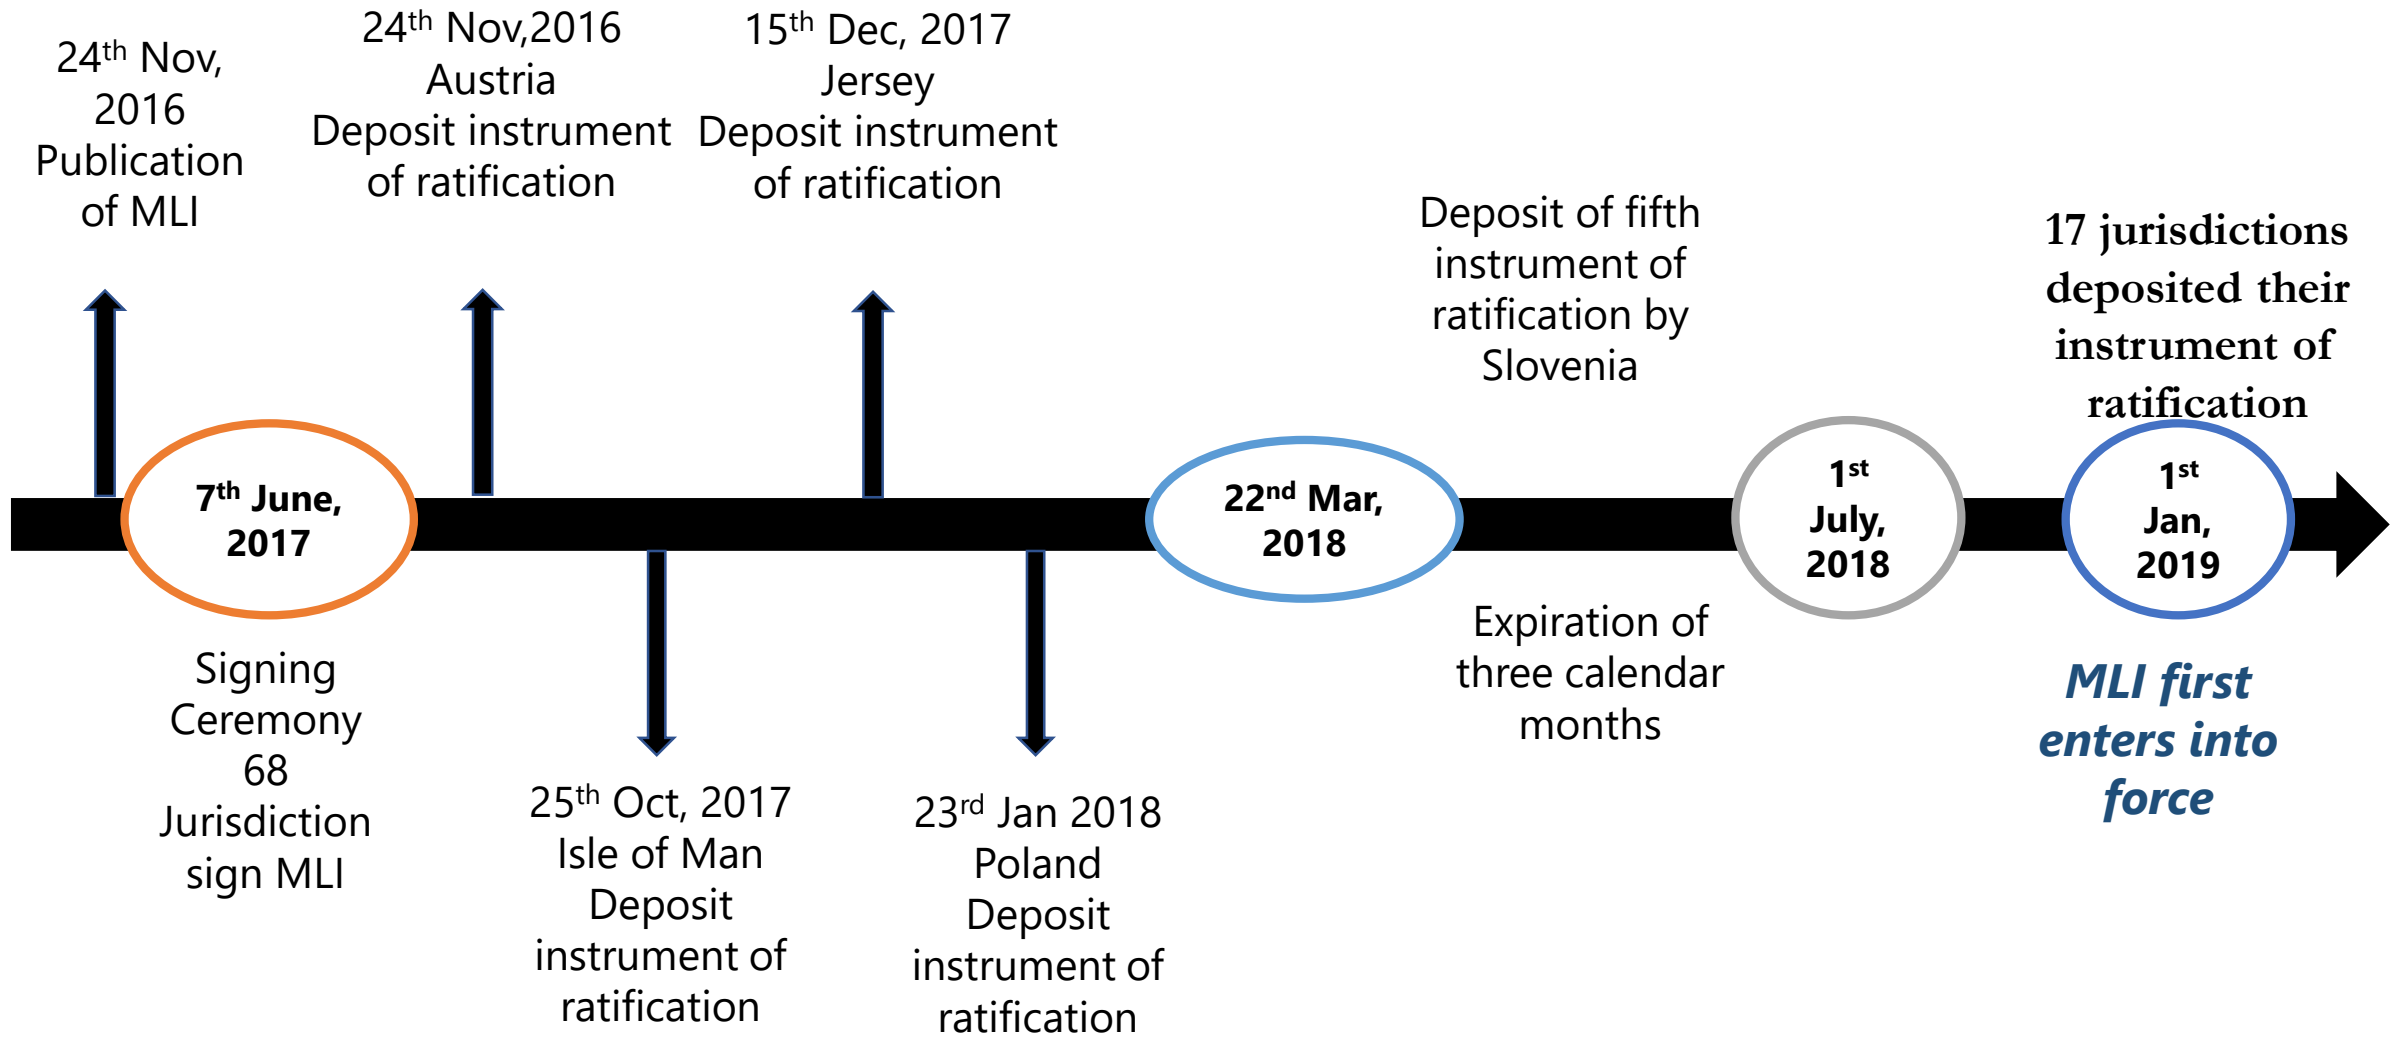 24th Nov,
2016
Publication
of MLI
24th Nov,2016
Austria
Deposit instrument
of ratification
15th Dec, 2017
Jersey
Deposit instrument
of ratification
Deposit of fifth
instrument of
ratification by
Slovenia
17 jurisdictions
deposited their
instrument of
ratification
7th June,
2017
22nd Mar,
2018
1st
July,
2018
1st
Jan,
2019
Signing
Ceremony
68
Jurisdiction
sign MLI
25th Oct, 2017
Isle of Man
Deposit
instrument of
ratification
23rd Jan 2018
Poland
Deposit
instrument of
ratification
Expiration of
three calendar
months
MLI first
enters into
force